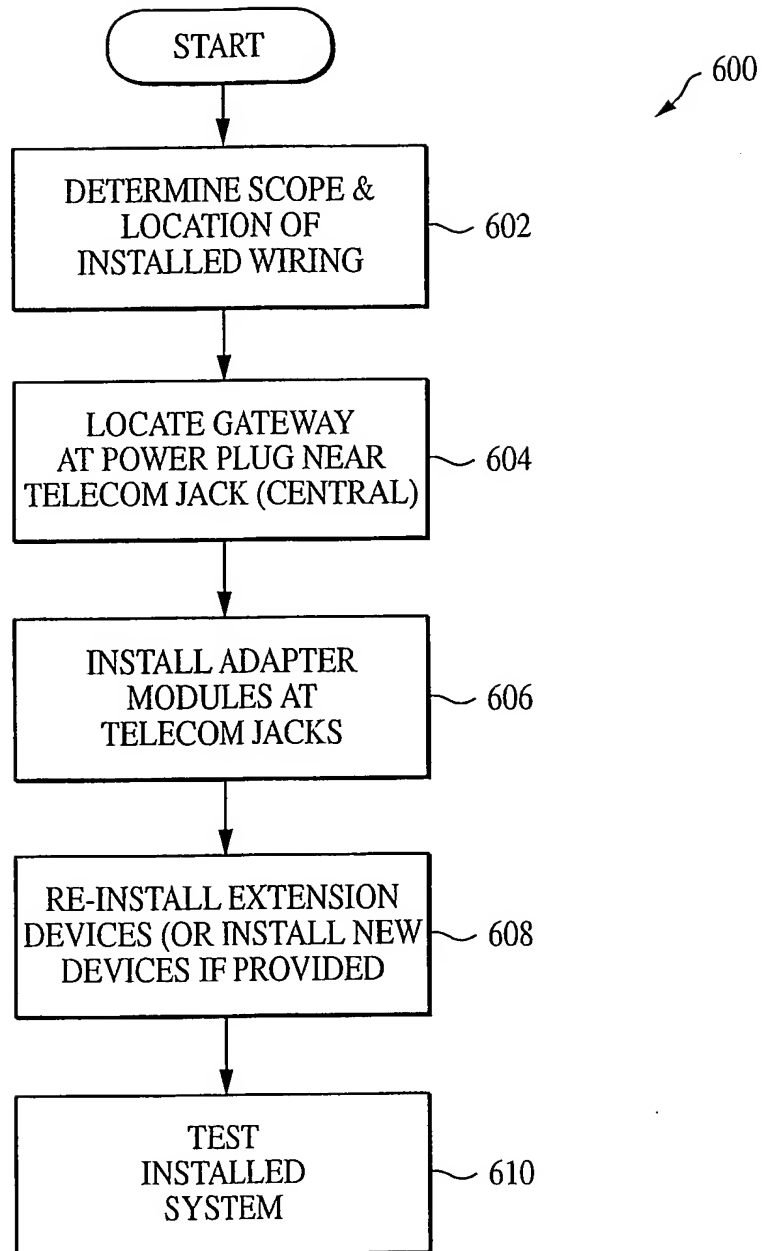 START
600
DETERMINE SCOPE &
LOCATION OF
INSTALLED WIRING
602
LOCATE GATEWAY
AT POWER PLUG NEAR
TELECOM JACK (CENTRAL)
604
INSTALL ADAPTER
MODULES AT
TELECOM JACKS
606
RE-INSTALL EXTENSION
DEVICES (OR INSTALL NEW
DEVICES IF PROVIDED
608
TEST
INSTALLED
SYSTEM
610